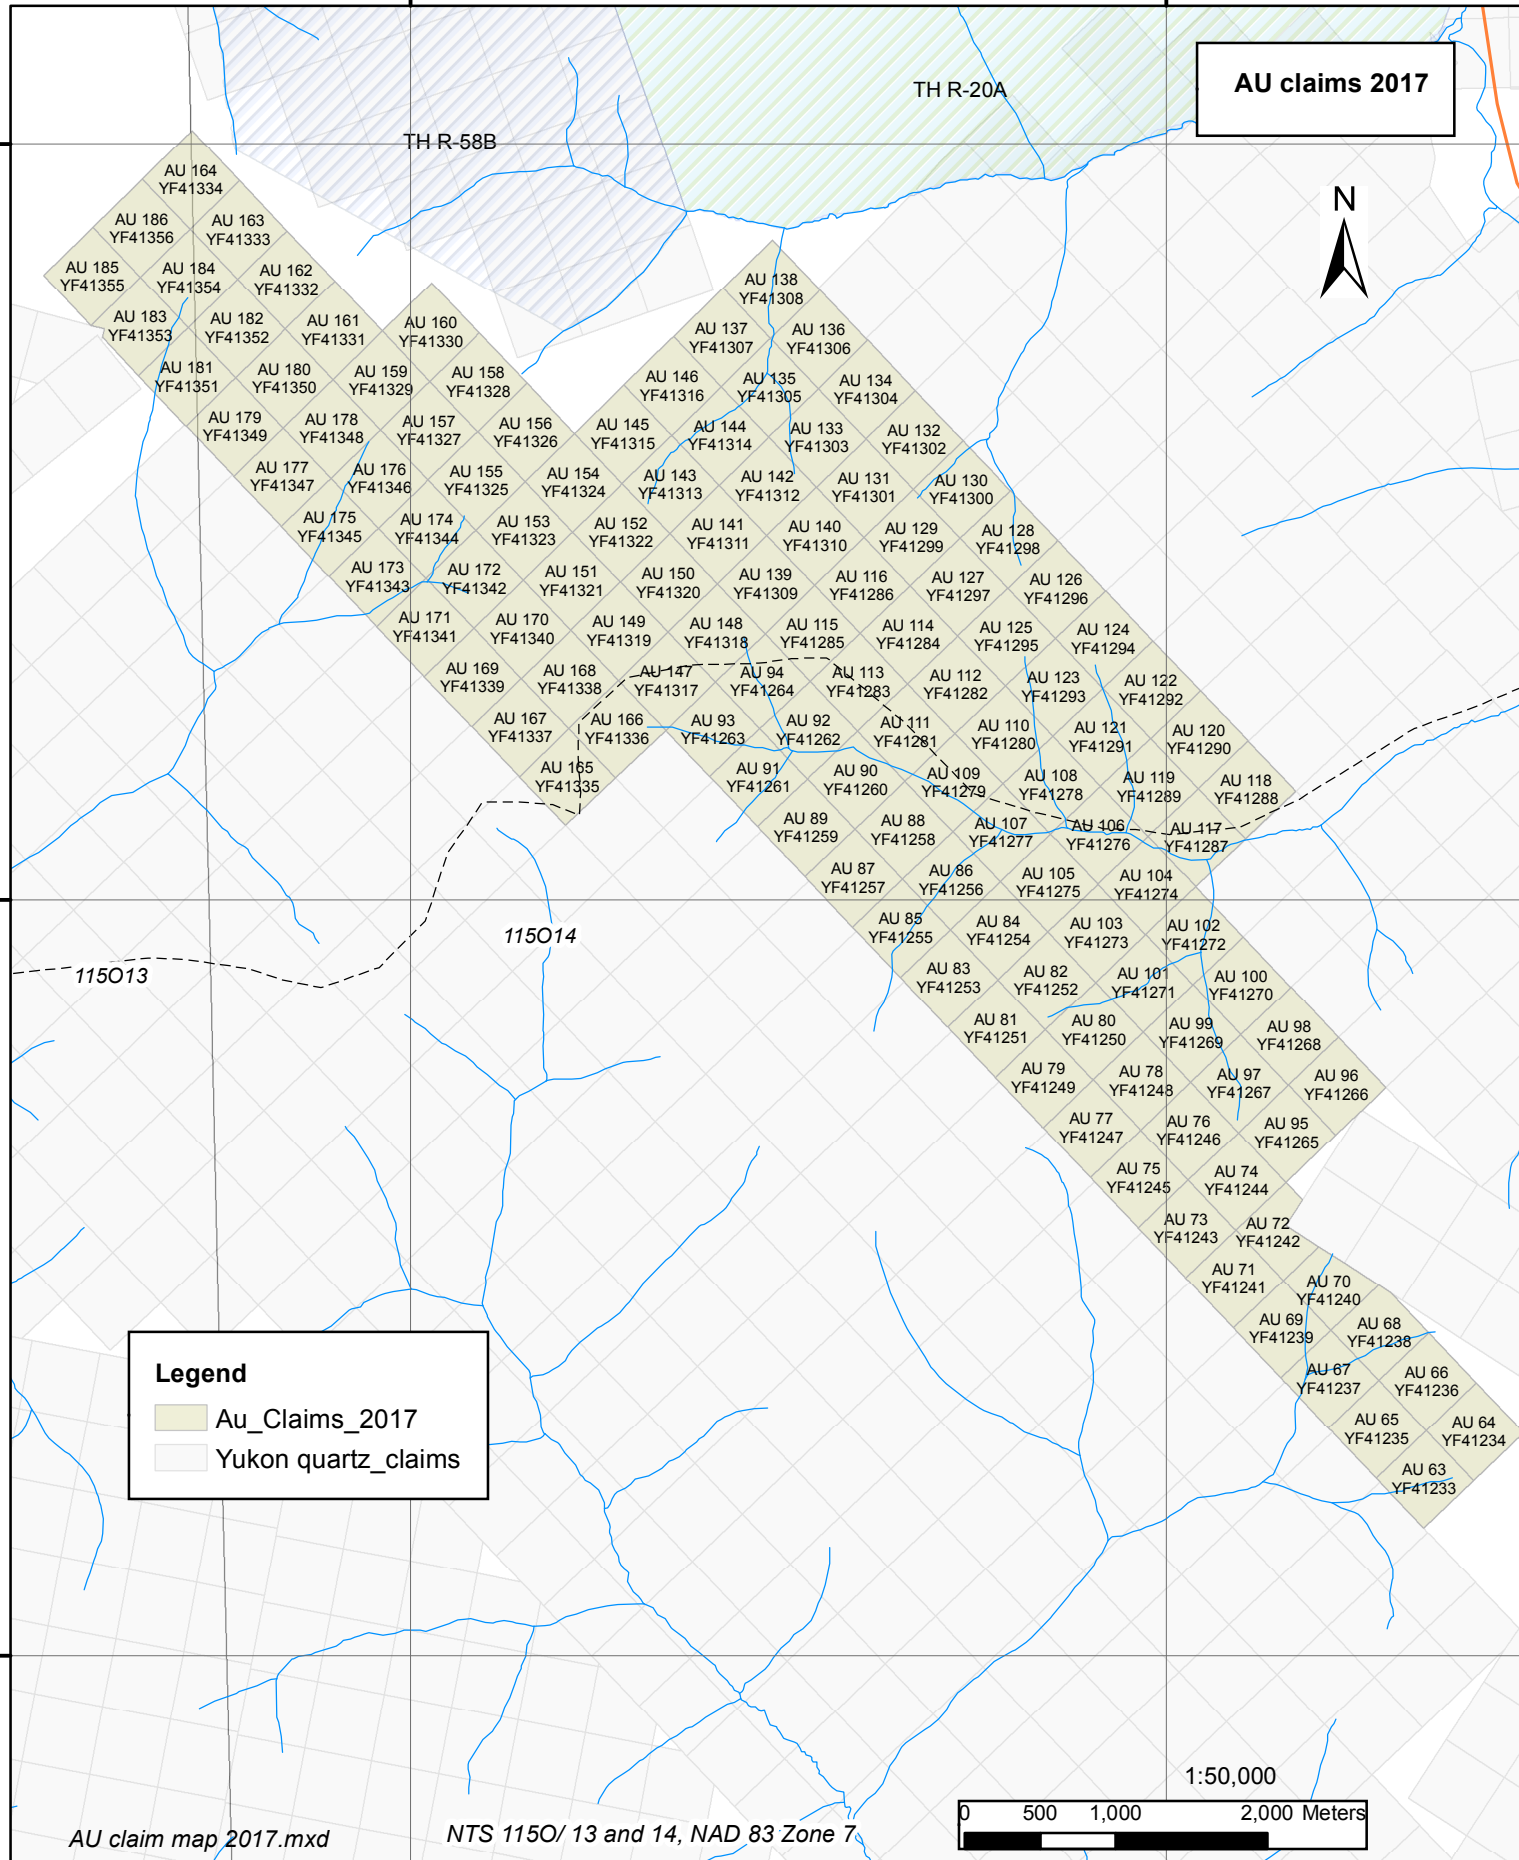 AU claims 2017
TH R-20A
TH R-58B
N
AU 164
YF41334
AU 186
YF41356
AU 163
YF41333
AU 185
YF41355
AU 184
YF41354
AU 162
YF41332
AU 138
YF41308
AU 183
YF41353
AU 182
YF41352
AU 161
YF41331
AU 160
YF41330
AU 137
YF41307
AU 136
YF41306
AU 181
YF41351
AU 180
YF41350
AU 159
YF41329
AU 158
YF41328
AU 146
YF41316
AU 135
YF41305
AU 134
YF41304
AU 179
YF41349
AU 178
YF41348
AU 157
YF41327
AU 156
YF41326
AU 145
YF41315
AU 144
YF41314
AU 133
YF41303
AU 132
YF41302
AU 177
YF41347
AU 176
YF41346
AU 155
YF41325
AU 154
YF41324
AU 143
YF41313
AU 142
YF41312
AU 131
YF41301
AU 130
YF41300
AU 175
YF41345
AU 174
YF41344
AU 153
YF41323
AU 152
YF41322
AU 141
YF41311
AU 140
YF41310
AU 129
YF41299
AU 128
YF41298
AU 173
YF41343
AU 172
YF41342
AU 151
YF41321
AU 150
YF41320
AU 139
YF41309
AU 116
YF41286
AU 127
YF41297
AU 126
YF41296
AU 171
YF41341
AU 170
YF41340
AU 149
YF41319
AU 148
YF41318
AU 115
YF41285
AU 114
YF41284
AU 125
YF41295
AU 124
YF41294
AU 169
YF41339
AU 168
YF41338
AU 147
YF41317
AU 94
YF41264
AU 113
YF41283
AU 112
YF41282
AU 123
YF41293
AU 122
YF41292
AU 167
YF41337
AU 166
YF41336
AU 93
YF41263
AU 92
YF41262
AU 111
YF41281
AU 110
YF41280
AU 121
YF41291
AU 120
YF41290
AU 165
YF41335
AU 91
YF41261
AU 90
YF41260
AU 109
YF41279
AU 108
YF41278
AU 119
YF41289
AU 118
YF41288
AU 89
YF41259
AU 88
YF41258
AU 107
YF41277
AU 106
YF41276
AU 117
YF41287
AU 87
YF41257
AU 86
YF41256
AU 105
YF41275
AU 104
YF41274
AU 85
YF41255
AU 84
YF41254
AU 103
YF41273
AU 102
YF41272
115O14
115O13
AU 83
YF41253
AU 82
YF41252
AU 101
YF41271
AU 100
YF41270
AU 81
YF41251
AU 80
YF41250
AU 99
YF41269
AU 98
YF41268
AU 79
YF41249
AU 78
YF41248
AU 97
YF41267
AU 96
YF41266
AU 77
YF41247
AU 76
YF41246
AU 95
YF41265
AU 75
YF41245
AU 74
YF41244
AU 73
YF41243
AU 72
YF41242
AU 71
YF41241
AU 70
YF41240
AU 69
YF41239
AU 68
YF41238
AU 67
YF41237
AU 66
YF41236
AU 65
YF41235
AU 64
YF41234
AU 63
YF41233
Legend
Au_Claims_2017
Yukon quartz_claims
1:50,000
0 500 1,000 2,000 Meters
AU claim map 2017.mxd
NTS 115O/ 13 and 14, NAD 83 Zone 7